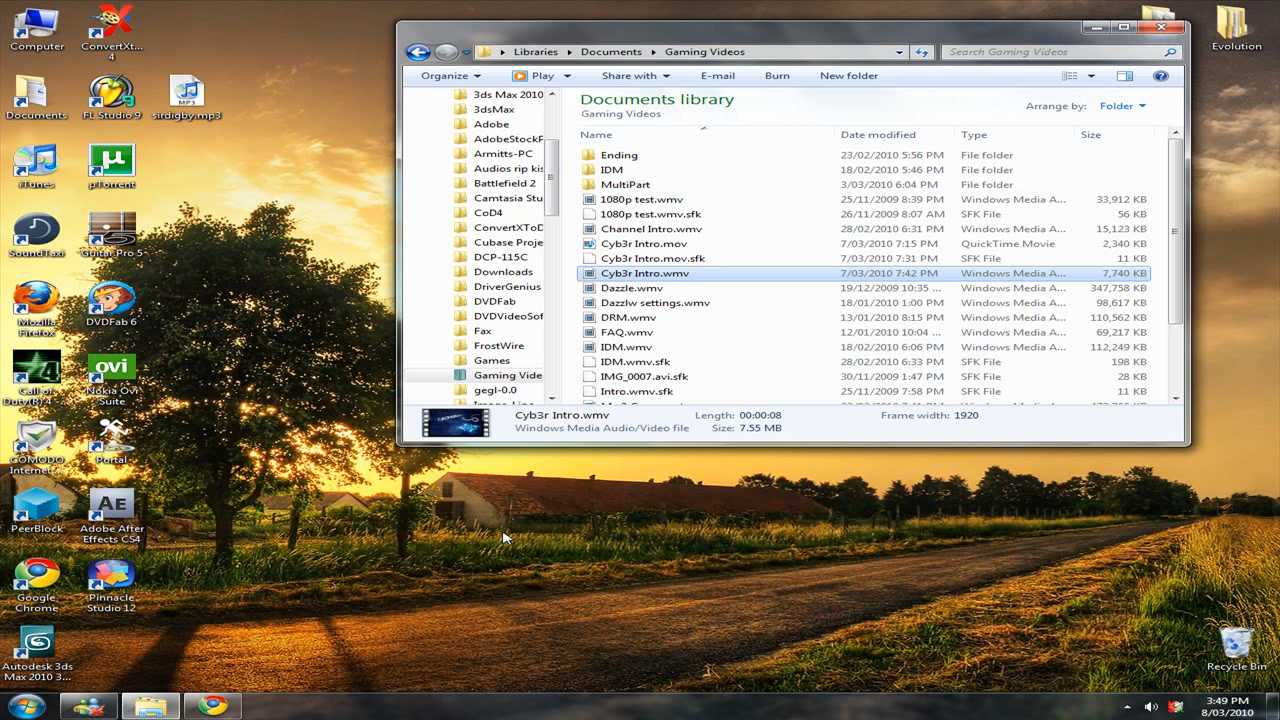 Computer
ConvertXt...
4
Documents
FL Studio 9
MP3
sirdigby.mp3
iTunes
µTorrent
SoundTaxi
Guitar Pro 5
Mozilla
Firefox
DVDFab 6
Call of
Duty(R) 4 ...
ovi
Nokia Ovi
Suite
COMODO
Internet ...
Portal
PeerBlock
AE
Adobe After
Effects CS4
Google
Chrome
Pinnacle
Studio 12
Autodesk 3ds
Max 2010 3...
Evolution
Recycle Bin
Libraries
Documents
Gaming Videos
Search Gaming Videos
Organize
Play
Share with
E-mail
Burn
New folder
3ds Max 2010
3dsMax
Adobe
AdobeStockP
Armitts-PC
Audios rip kis
Battlefield 2
Camtasia Stu
CoD4
ConvertXToD
Cubase Proje
DCP-115C
Downloads
DriverGenius
DVDFab
DVDVideoSof
Fax
FrostWire
Games
Gaming Vide
gegl-0.0
Documents library
Gaming Videos
Arrange by: Folder
Name Date modified Type Size
Ending 23/02/2010 5:56 PM File folder
IDM 18/02/2010 5:46 PM File folder
MultiPart 3/03/2010 6:04 PM File folder
1080p test.wmv 25/11/2009 8:39 PM Windows Media A... 33,912 KB
1080p test.wmv.sfk 26/11/2009 8:07 AM SFK File 56 KB
Channel Intro.wmv 28/02/2010 6:31 PM Windows Media A... 15,123 KB
Cyb3r Intro.mov 7/03/2010 7:15 PM QuickTime Movie 2,340 KB
Cyb3r Intro.mov.sfk 7/03/2010 7:31 PM SFK File 11 KB
Cyb3r Intro.wmv 7/03/2010 7:42 PM Windows Media A... 7,740 KB
Dazzle.wmv 19/12/2009 10:35 ... Windows Media A... 347,758 KB
Dazzlw settings.wmv 18/01/2010 1:00 PM Windows Media A... 98,617 KB
DRM.wmv 13/01/2010 8:15 PM Windows Media A... 110,562 KB
FAQ.wmv 12/01/2010 10:04 ... Windows Media A... 69,217 KB
IDM.wmv 18/02/2010 6:06 PM Windows Media A... 112,249 KB
IDM.wmv.sfk 28/02/2010 6:33 PM SFK File 198 KB
IMG_0007.avi.sfk 30/11/2009 1:47 PM SFK File 28 KB
Intro.wmv.sfk 25/11/2009 7:58 PM SFK File 11 KB
Cyb3r Intro.wmv Length: 00:00:08 Frame width: 1920
Windows Media Audio/Video file Size: 7.55 MB
3:49 PM
8/03/2010